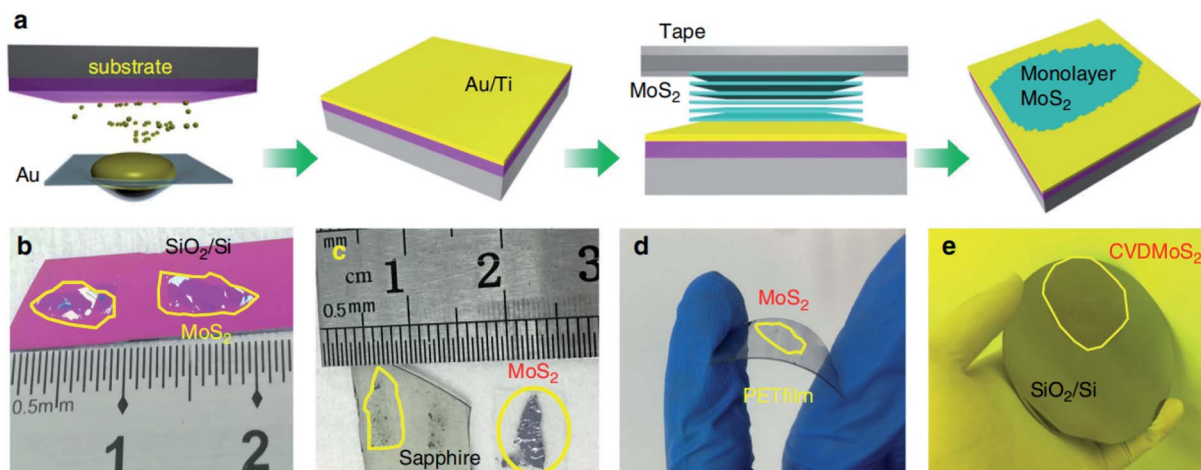 a
substrate
Au
Au/Ti
Tape
MoS₂
Monolayer
MoS₂
b
SiO₂/Si
MoS₂
0.5mm
1
2
c
mm
cm
1
2
3
0.5mm
MoS₂
Sapphire
d
MoS₂
PETfilm
e
CVDMoS₂
SiO₂/Si